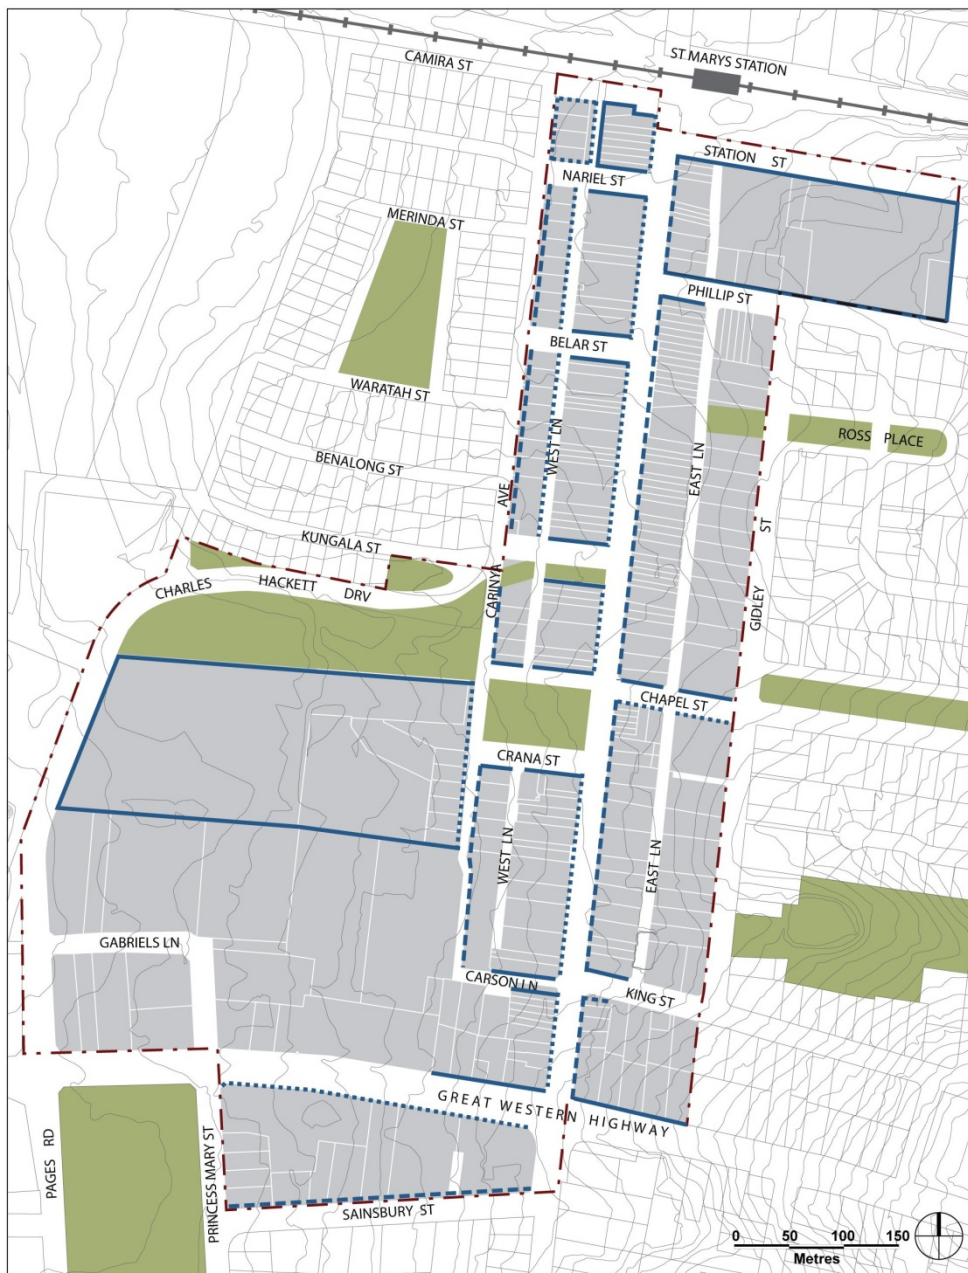 ST MARYS STATION
CAMIRA ST
STATION ST
NARIEL ST
MERINDA ST
PHILLIP ST
BELAR ST
WARATAH ST
ROSS PLACE
BENALONG ST
WEST LN
EAST LN
AVE
CARINYA
ST
GIDLEY
KUNGALA ST
CHARLES HACKETT DRV
CHAPEL ST
CRANA ST
WEST LN
EAST LN
GABRIELS LN
CARSON LN
KING ST
GREAT WESTERN HIGHWAY
PAGES RD
PRINCESS MARY ST
SAINSBURY ST
0 50 100 150
Metres